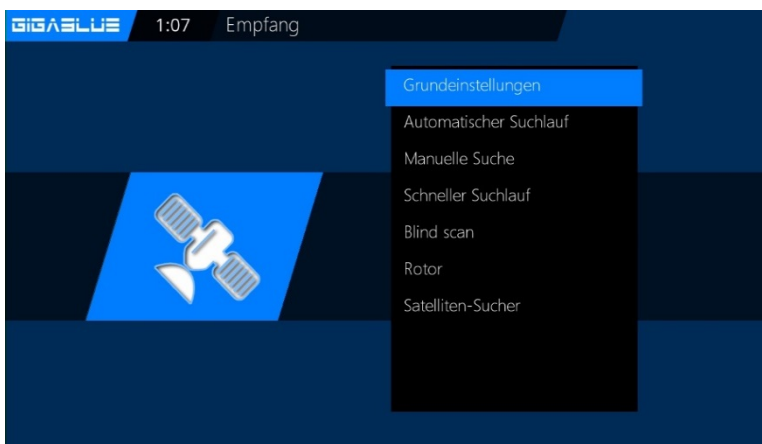 GIGABLUE 1:07 Empfang
Grundeinstellungen
Automatischer Suchlauf
Manuelle Suche
Schneller Suchlauf
Blind scan
Rotor
Satelliten-Sucher